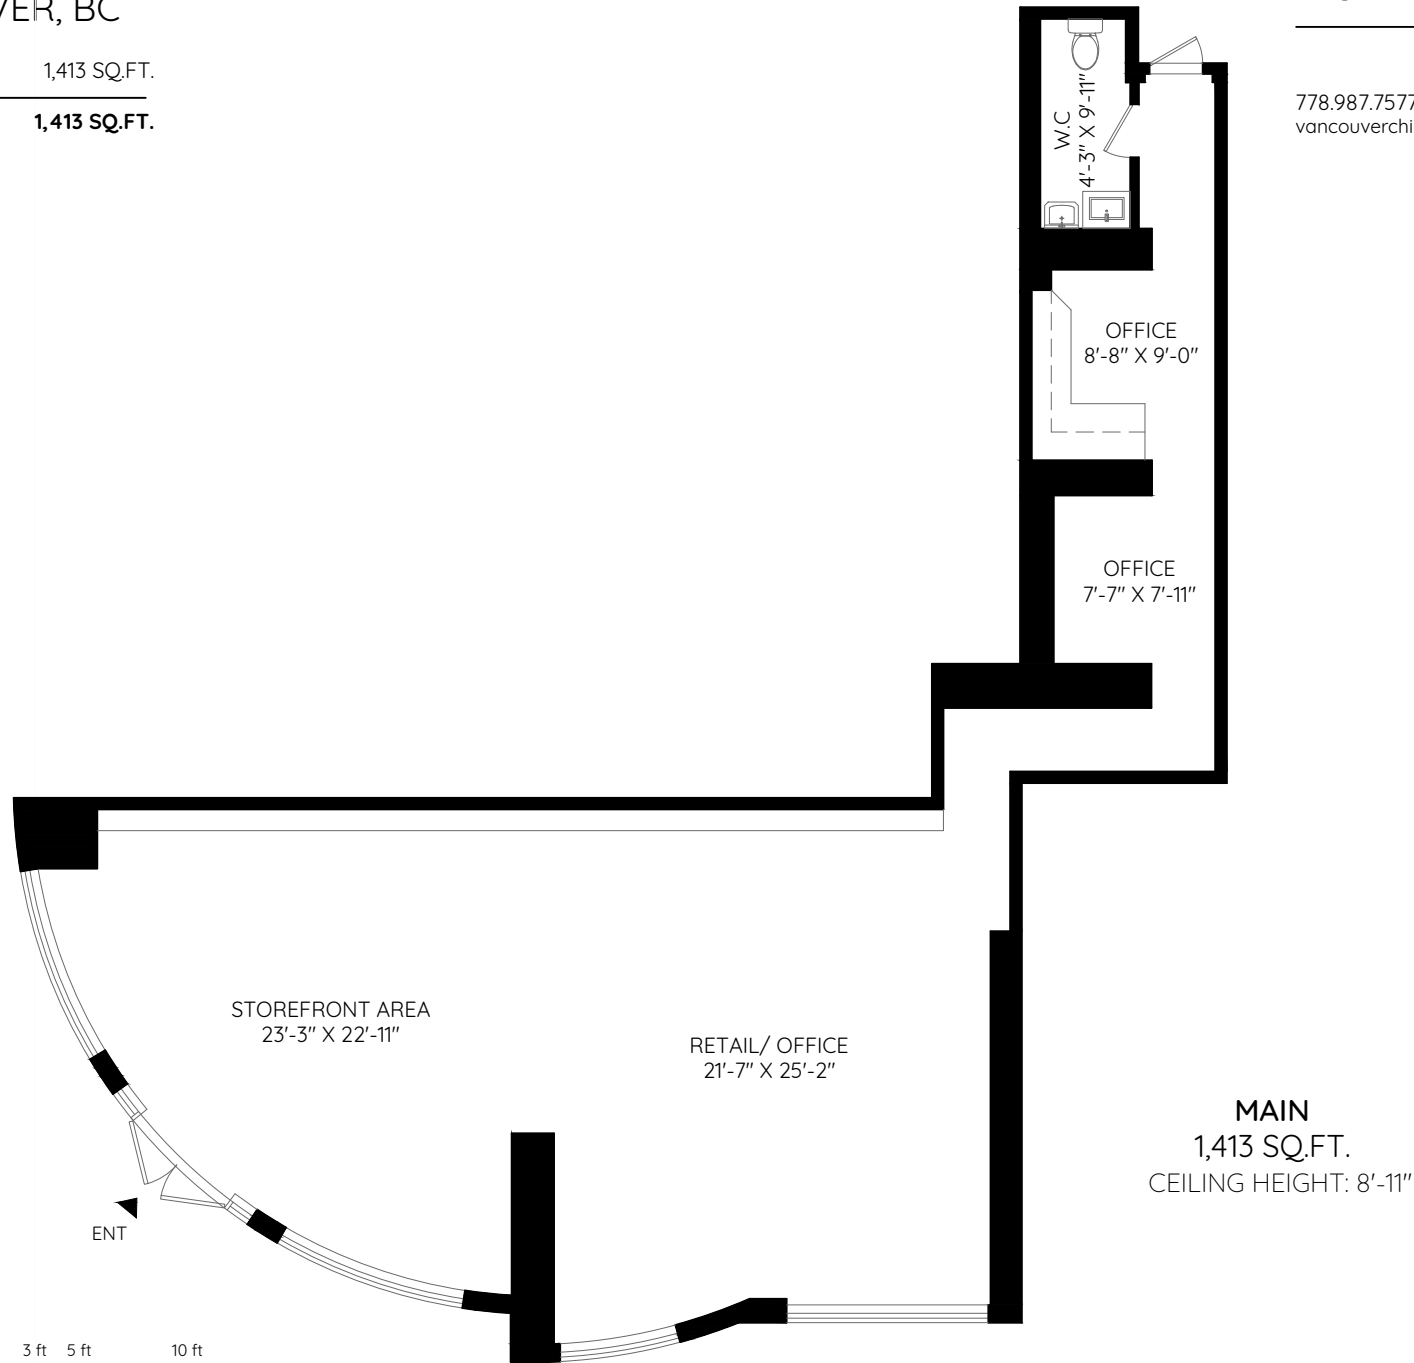 VER, BC
1,413 SQ.FT.
1,413 SQ.FT.
778.987.7577
vancouverchi
W.C
4'-3" X 9'-11"
OFFICE
8'-8" X 9'-0"
OFFICE
7'-7" X 7'-11"
STOREFRONT AREA
23'-3" X 22'-11"
RETAIL/ OFFICE
21'-7" X 25'-2"
MAIN
1,413 SQ.FT.
CEILING HEIGHT: 8'-11"
ENT
3 ft 5 ft 10 ft